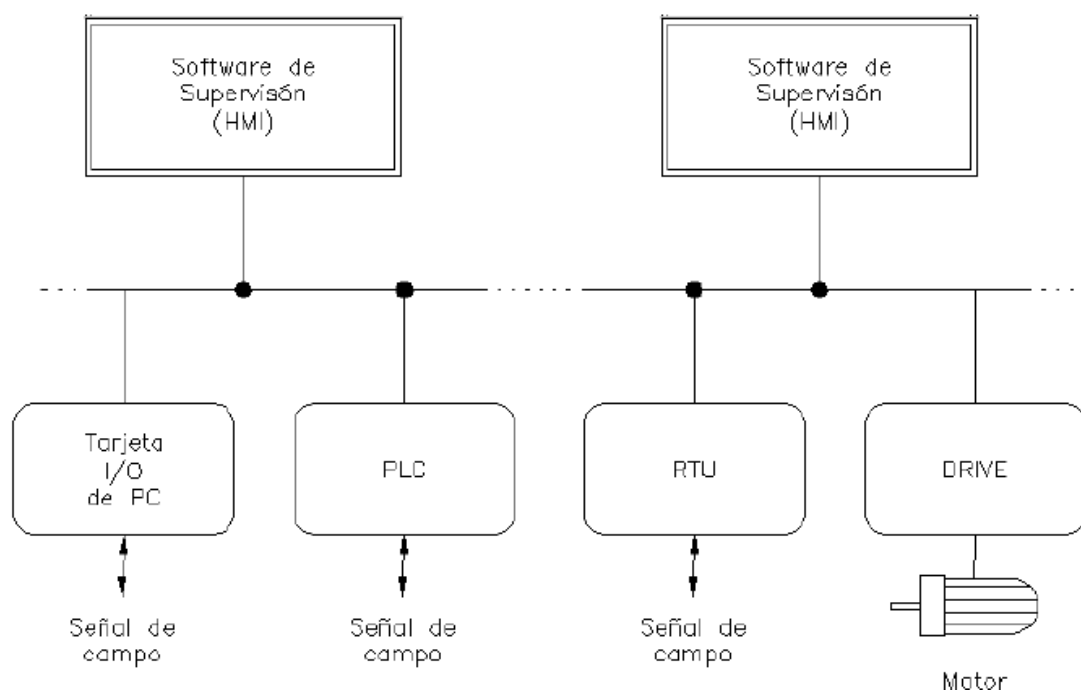 Software de
Supervisón
(HMI)
Software de
Supervisón
(HMI)
Tarjeta
I/O
de PC
PLC
RTU
DRIVE
Señal de
campo
Señal de
campo
Señal de
campo
Motor